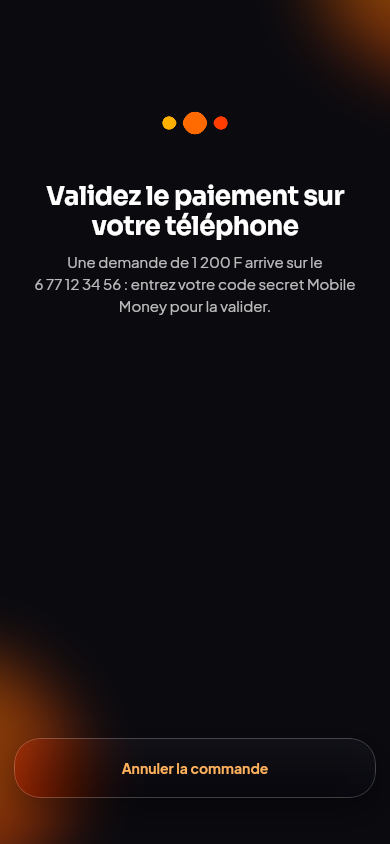 Validez le paiement sur
votre téléphone
Une demande de 1 200 F arrive sur le
6 77 12 34 56 : entrez votre code secret Mobile
Money pour la valider.
Annuler la commande